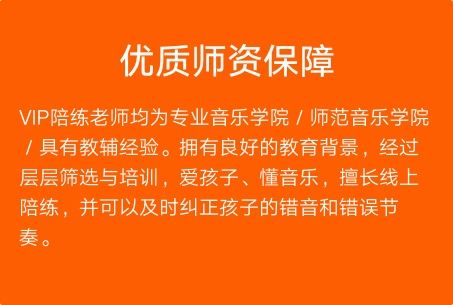 优质师资保障
VIP陪练老师均为专业音乐学院 / 师范音乐学院
/ 具有教辅经验。拥有良好的教育背景，经过
层层筛选与培训，爱孩子、懂音乐，擅长线上
陪练，并可以及时纠正孩子的错音和错误节
奏。